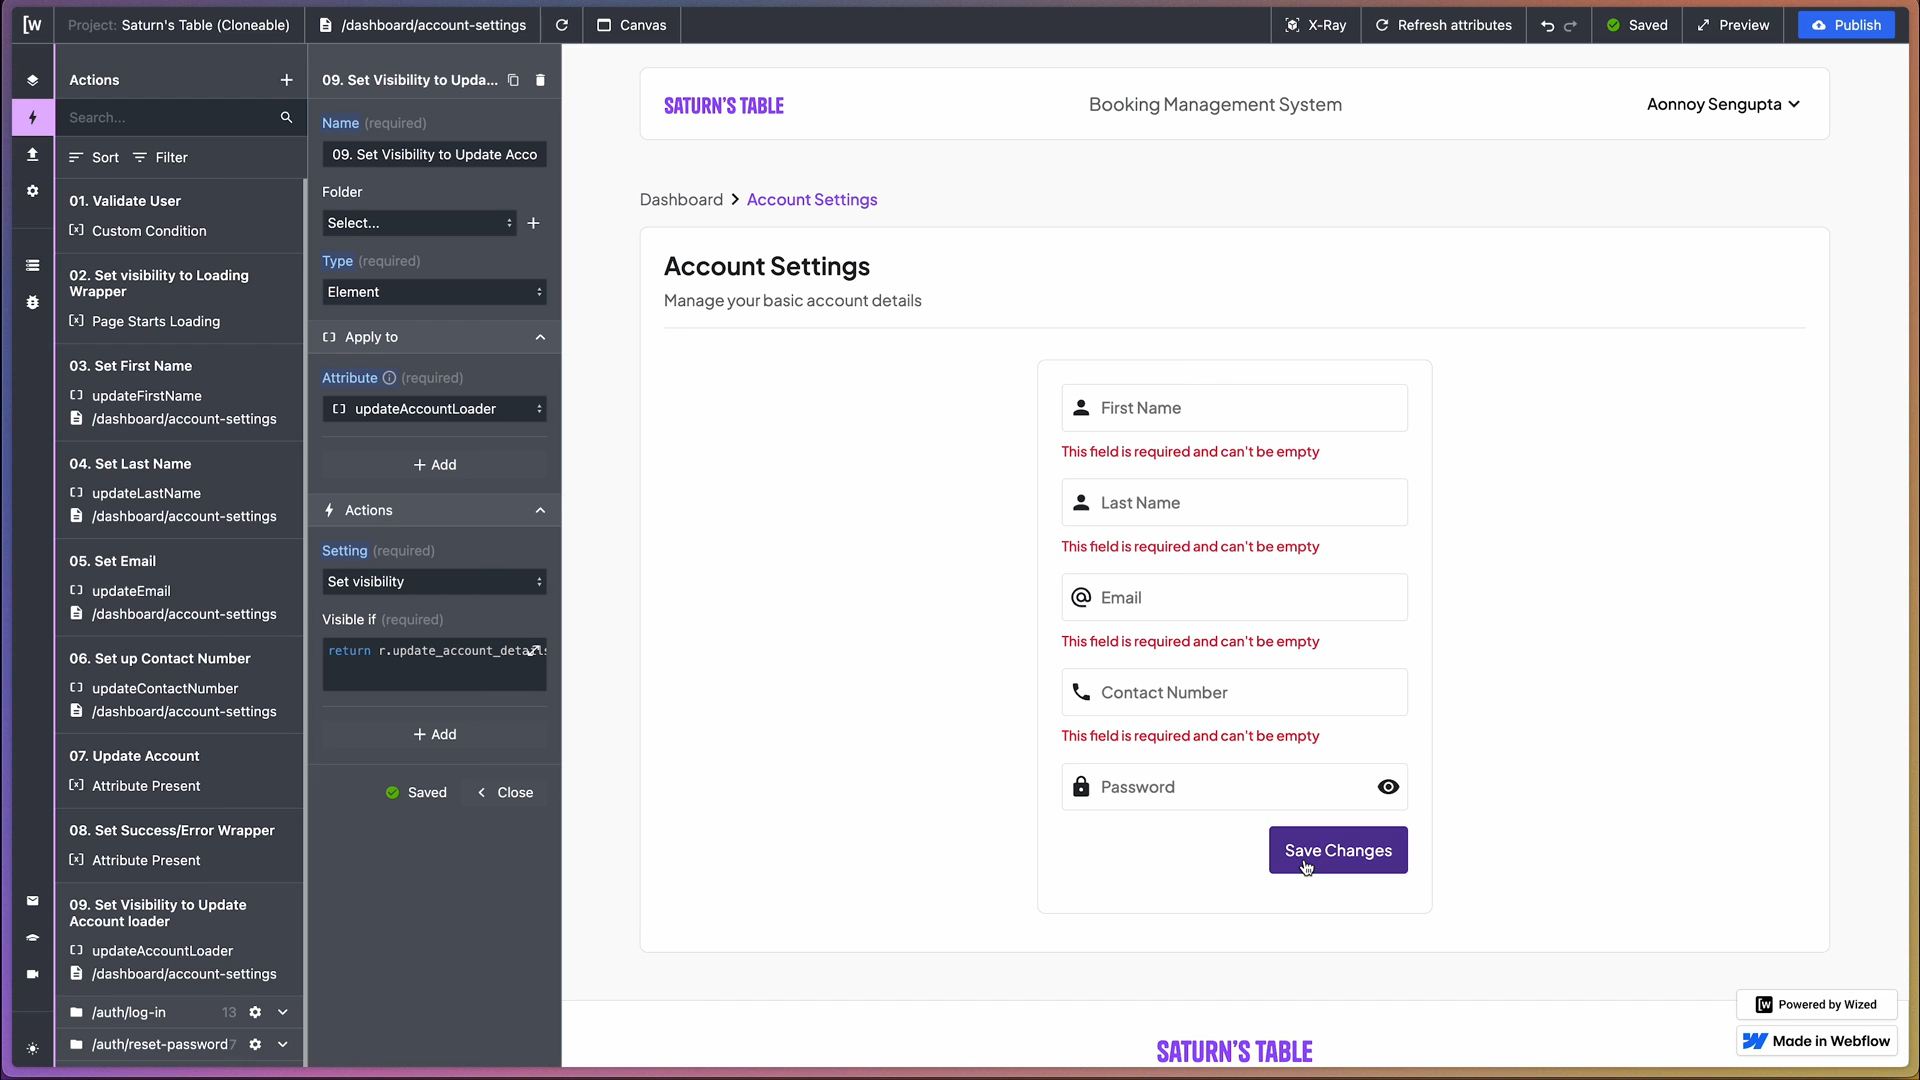 Project: Saturn's Table (Cloneable)
/dashboard/account-settings
Canvas
X-Ray
Refresh attributes
Saved
Preview
Publish
Actions
Search...
Sort
Filter
01. Validate User
Custom Condition
02. Set visibility to Loading
Wrapper
Page Starts Loading
03. Set First Name
updateFirstName
/dashboard/account-settings
04. Set Last Name
updateLastName
/dashboard/account-settings
05. Set Email
updateEmail
/dashboard/account-settings
06. Set up Contact Number
updateContactNumber
/dashboard/account-settings
07. Update Account
Attribute Present
08. Set Success/Error Wrapper
Attribute Present
09. Set Visibility to Update
Account loader
updateAccountLoader
/dashboard/account-settings
/auth/log-in 13
/auth/reset-password 7
09. Set Visibility to Upda...
Name (required)
09. Set Visibility to Update Acco
Folder
Select...
Type (required)
Element
Apply to
Attribute (required)
updateAccountLoader
+ Add
Actions
Setting (required)
Set visibility
Visible if (required)
return r.update_account_details
+ Add
Saved
Close
SATURN'S TABLE
Booking Management System
Aonnoy Sengupta
Dashboard > Account Settings
Account Settings
Manage your basic account details
First Name
This field is required and can't be empty
Last Name
This field is required and can't be empty
Email
This field is required and can't be empty
Contact Number
This field is required and can't be empty
Password
Save Changes
Powered by Wized
Made in Webflow
SATURN'S TABLE